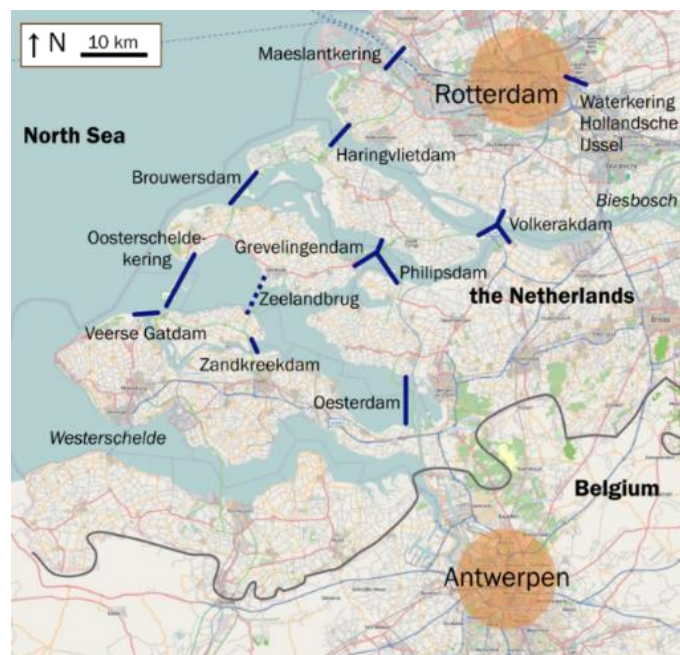 ↑ N 10 km
Maeslantkering
Rotterdam
Waterkering
Hollandsche
IJssel
North Sea
Haringvlietdam
Brouwersdam
Biesbosch
Volkerakdam
Oosterschelde-
kering
Grevelingendam
Philipsdam
Zeelandbrug
the Netherlands
Veerse Gatdam
Zandkreekdam
Oesterdam
Westerschelde
Belgium
Antwerpen